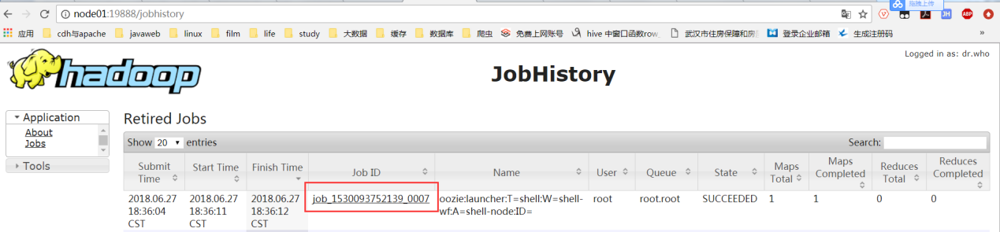 拖拽上传
node01:19888/jobhistory
应用 cdh与apache javaweb linux film life study 大数据 缓存 数据库 爬虫 免费上网账号 hive 中窗口函数row_ 武汉市住房保障和房 登录企业邮箱 生成注册码 »
Logged in as: dr.who
hadoop
JobHistory
Application
About
Jobs
Tools
Retired Jobs
Show 20 entries
Search:
Submit Time Start Time Finish Time Job ID Name User Queue State Maps Total Maps Completed Reduces Total Reduces Completed
2018.06.27 2018.06.27 2018.06.27 job_1530093752139_0007 oozie:launcher:T=shell:W=shell- root root.root SUCCEEDED 1 1 0 0
18:36:04 18:36:11 18:36:12 wf:A=shell-node:ID=
CST CST CST